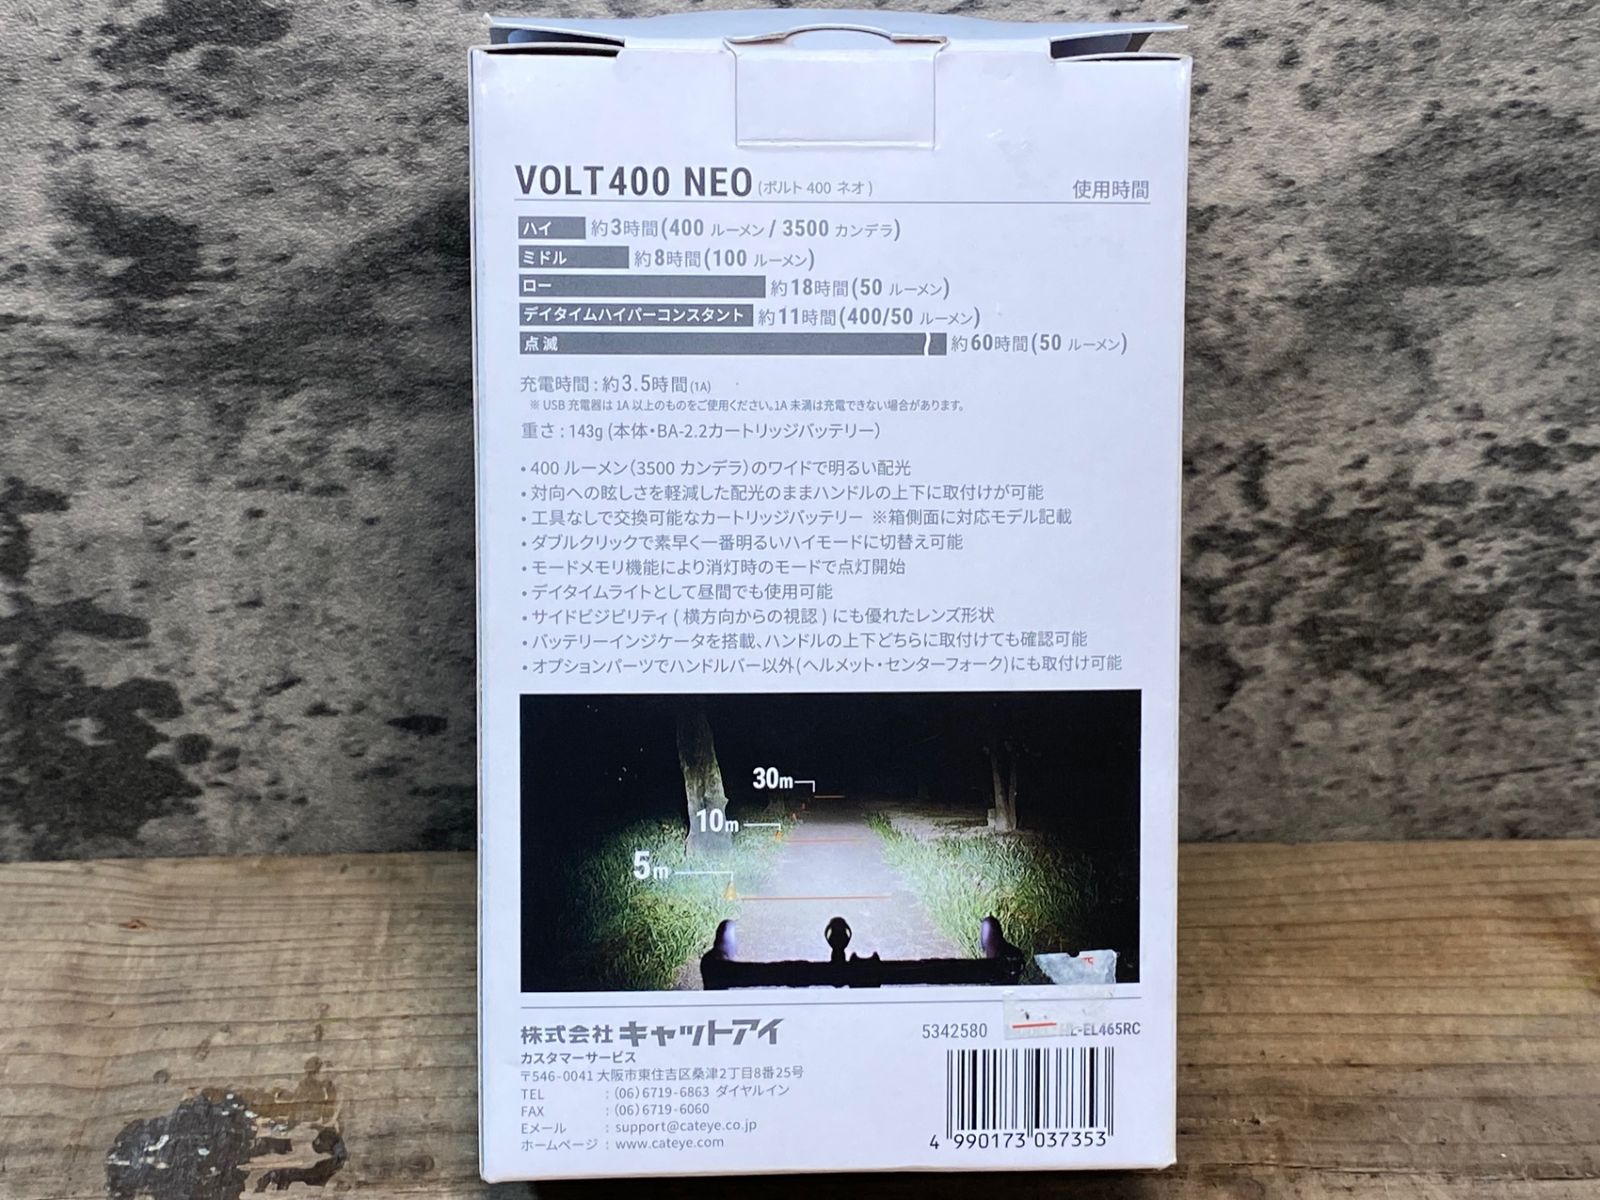 VOLT400 NEO (ボルト 400 ネオ) 使用時間
ハイ 約3時間(400 ルーメン / 3500 カンデラ)
ミドル 約8時間(100 ルーメン)
ロー 約18時間(50 ルーメン)
デイタイムハイパーコンスタント 約11時間(400/50 ルーメン)
点滅 約60時間(50 ルーメン)
充電時間 : 約3.5時間(1A)
※ USB 充電器は 1A 以上のものをご使用ください。1A 未満は充電できない場合があります。
重さ : 143g (本体・BA-2.2カートリッジバッテリー)
・400 ルーメン(3500 カンデラ)のワイドで明るい配光
・対向への眩しさを軽減した配光のままハンドルの上下に取付けが可能
・工具なしで交換可能なカートリッジバッテリー ※箱側面に対応モデル記載
・ダブルクリックで素早く一番明るいハイモードに切替え可能
・モードメモリ機能により消灯時のモードで点灯開始
・デイタイムライトとして昼間でも使用可能
・サイドビジビリティ ( 横方向からの視認 ) にも優れたレンズ形状
・バッテリーインジケータを搭載、ハンドルの上下どちらに取付けても確認可能
・オプションパーツでハンドルバー以外(ヘルメット・センターフォーク)にも取付け可能
30m
10m
5m
株式会社 キャットアイ
5342580 HL-EL465RC
カスタマーサービス
〒546-0041 大阪市東住吉区桑津2丁目8番25号
TEL : (06) 6719-6863 ダイヤルイン
FAX : (06) 6719-6060
Eメール : support@cateye.co.jp
ホームページ : www.cateye.com
4 990173 037353